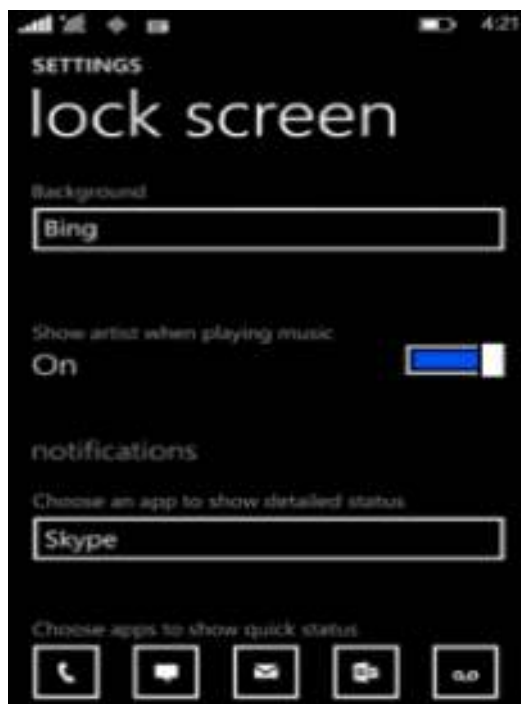 4:21
SETTINGS
lock screen
Background
Bing
Show artist when playing music
On
notifications
Choose an app to show detailed status
Skype
Choose apps to show quick status